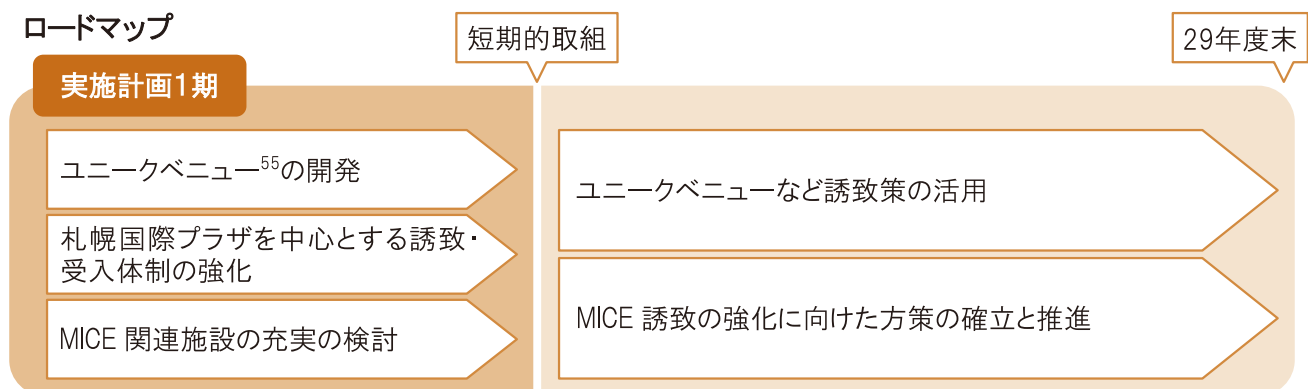 ロードマップ
短期的取組
29年度末
実施計画1期
ユニークベニュー55の開発
札幌国際プラザを中心とする誘致・
受入体制の強化
MICE 関連施設の充実の検討
ユニークベニューなど誘致策の活用
MICE 誘致の強化に向けた方策の確立と推進